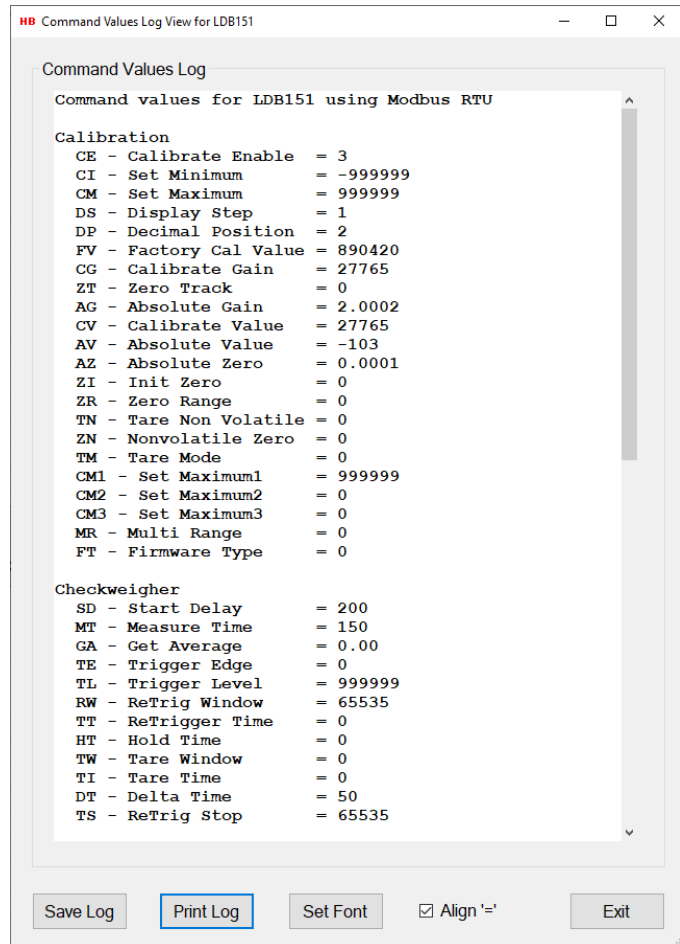 HB Command Values Log View for LDB151
Command Values Log
Command values for LDB151 using Modbus RTU
Calibration
CE - Calibrate Enable = 3
CI - Set Minimum = -999999
CM - Set Maximum = 999999
DS - Display Step = 1
DP - Decimal Position = 2
FV - Factory Cal Value = 890420
CG - Calibrate Gain = 27765
ZT - Zero Track = 0
AG - Absolute Gain = 2.0002
CV - Calibrate Value = 27765
AV - Absolute Value = -103
AZ - Absolute Zero = 0.0001
ZI - Init Zero = 0
ZR - Zero Range = 0
TN - Tare Non Volatile = 0
ZN - Nonvolatile Zero = 0
TM - Tare Mode = 0
CM1 - Set Maximum1 = 999999
CM2 - Set Maximum2 = 0
CM3 - Set Maximum3 = 0
MR - Multi Range = 0
FT - Firmware Type = 0
Checkweigher
SD - Start Delay = 200
MT - Measure Time = 150
GA - Get Average = 0.00
TE - Trigger Edge = 0
TL - Trigger Level = 999999
RW - ReTrig Window = 65535
TT - ReTrigger Time = 0
HT - Hold Time = 0
TW - Tare Window = 0
TI - Tare Time = 0
DT - Delta Time = 50
TS - ReTrig Stop = 65535
Save Log Print Log Set Font Align '=' Exit